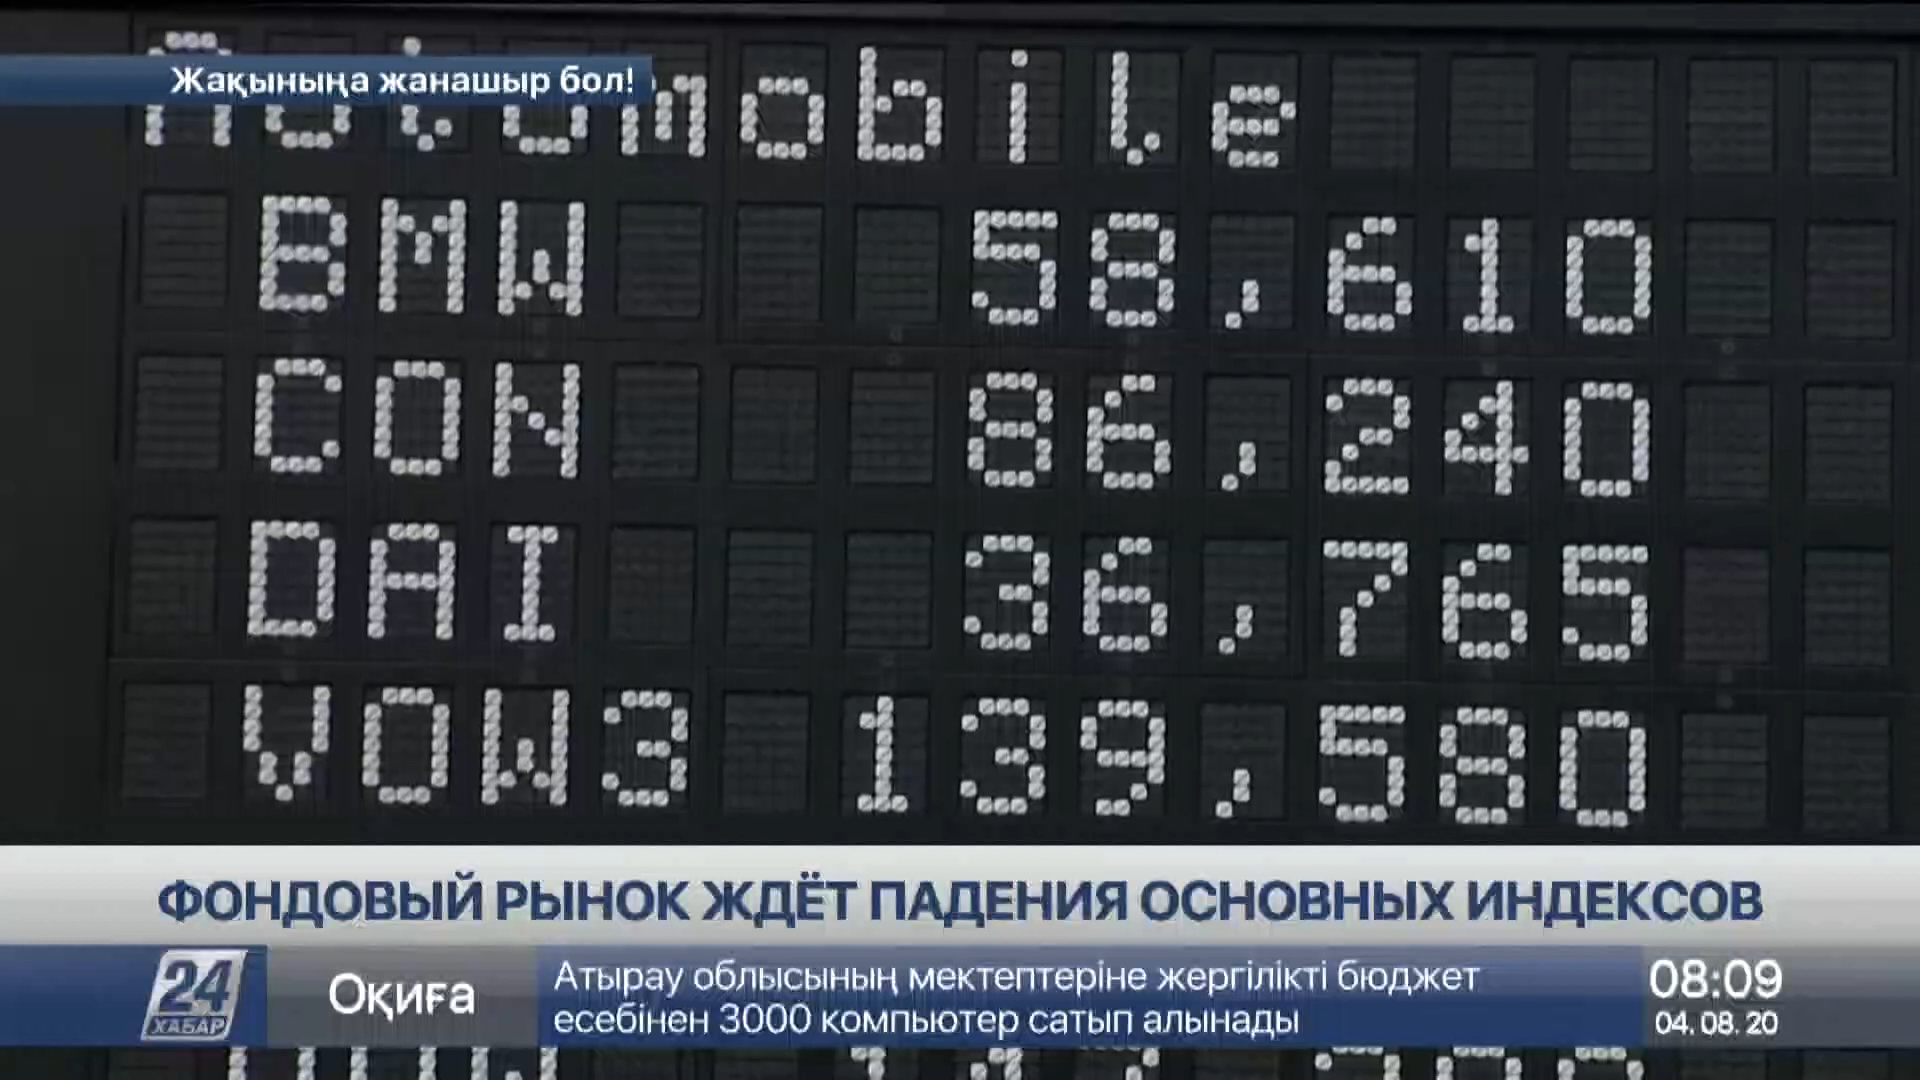 Жақыныңа жанашыр бол!
Automobile
BMW 58,610
CON 86,240
DAI 36,765
VOW3 139,580
ФОНДОВЫЙ РЫНОК ЖДЁТ ПАДЕНИЯ ОСНОВНЫХ ИНДЕКСОВ
24
ХАБАР
Оқиға
Атырау облысының мектептеріне жергілікті бюджет
есебінен 3000 компьютер сатып алынады
08:09
04.08.20